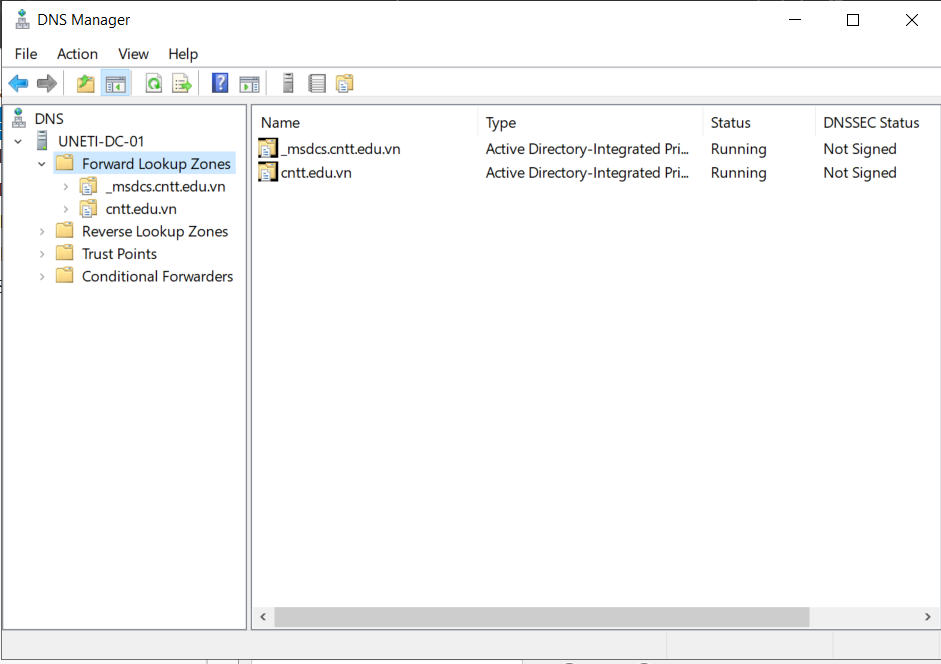 DNS Manager
File Action View Help
DNS
UNETI-DC-01
Forward Lookup Zones
_msdcs.cntt.edu.vn
cntt.edu.vn
Reverse Lookup Zones
Trust Points
Conditional Forwarders
Name Type Status DNSSEC Status
_msdcs.cntt.edu.vn Active Directory-Integrated Pri... Running Not Signed
cntt.edu.vn Active Directory-Integrated Pri... Running Not Signed